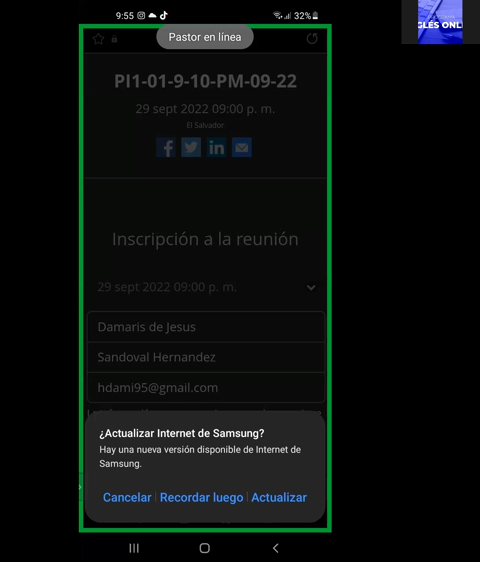 9:55
32%
Pastor en línea
GLÉS ONL
PI1-01-9-10-PM-09-22
29 sept 2022 09:00 p. m.
El Salvador
Inscripción a la reunión
29 sept 2022 09:00 p. m.
Damaris de Jesus
Sandoval Hernandez
hdami95@gmail.com
¿Actualizar Internet de Samsung?
Hay una nueva versión disponible de Internet de
Samsung.
Cancelar Recordar luego Actualizar